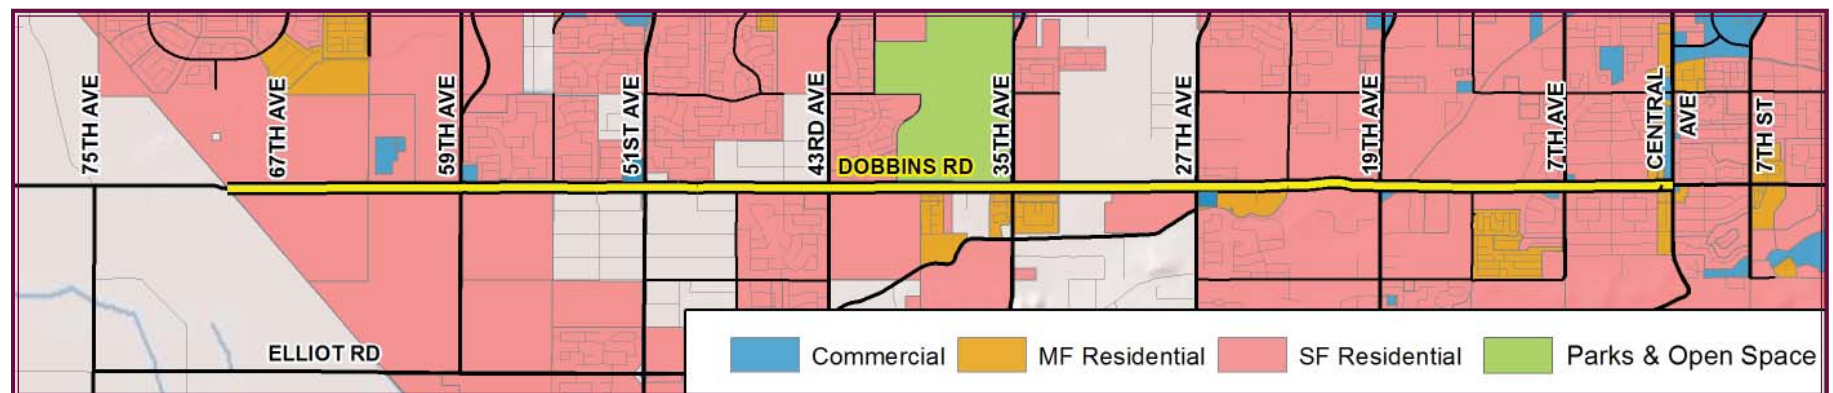 75TH AVE
67TH AVE
59TH AVE
51ST AVE
43RD AVE
35TH AVE
27TH AVE
19TH AVE
7TH AVE
CENTRAL
AVE
7TH ST
DOBBINS RD
ELLIOT RD
Commercial
MF Residential
SF Residential
Parks & Open Space